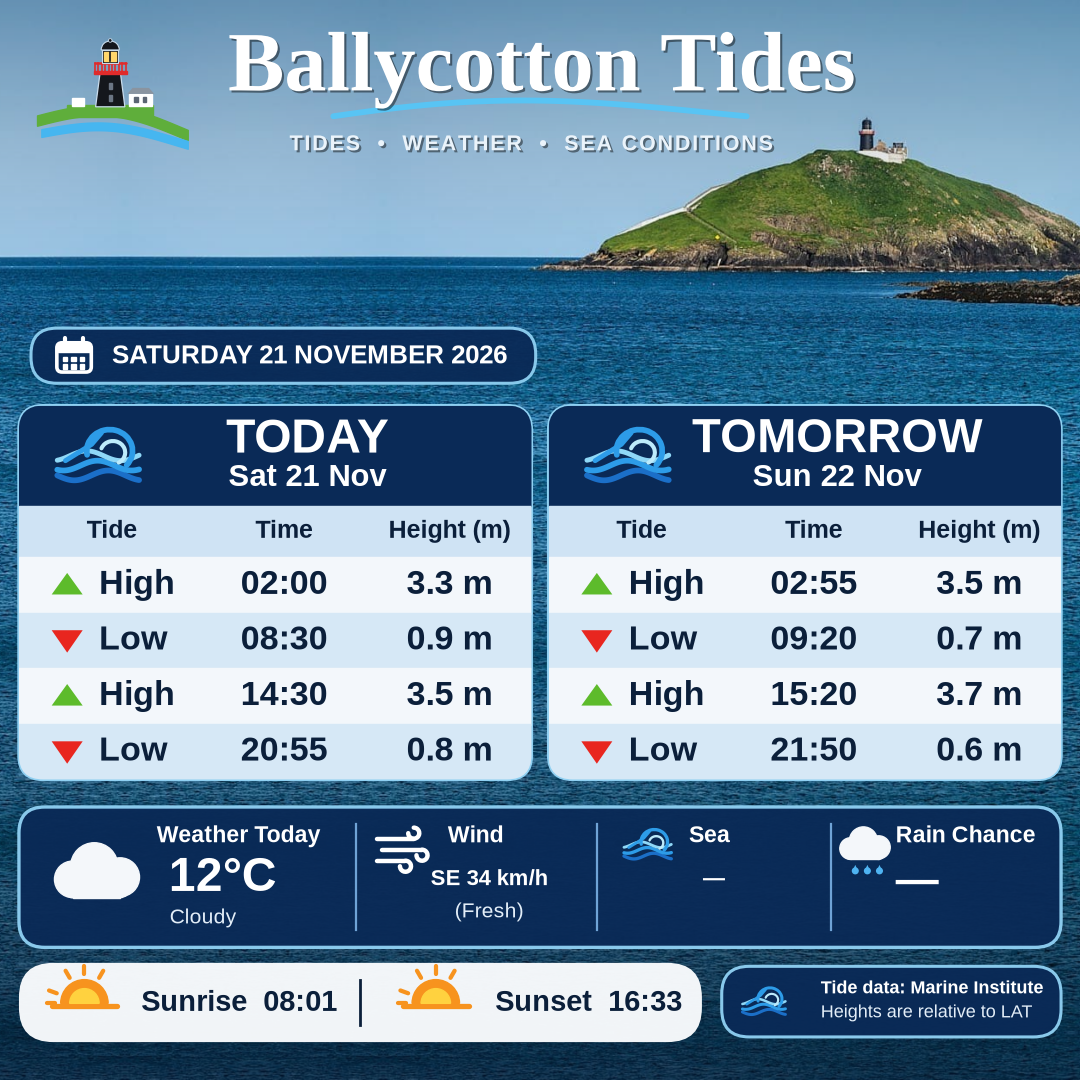 Ballycotton Tides
TIDES • WEATHER • SEA CONDITIONS
SATURDAY 21 NOVEMBER 2026
TODAY
Sat 21 Nov
Tide Time Height (m)
High 02:00 3.3 m
Low 08:30 0.9 m
High 14:30 3.5 m
Low 20:55 0.8 m
TOMORROW
Sun 22 Nov
Tide Time Height (m)
High 02:55 3.5 m
Low 09:20 0.7 m
High 15:20 3.7 m
Low 21:50 0.6 m
Weather Today
12°C
Cloudy
Wind
SE 34 km/h
(Fresh)
Sea
—
Rain Chance
—
Sunrise 08:01
Sunset 16:33
Tide data: Marine Institute
Heights are relative to LAT